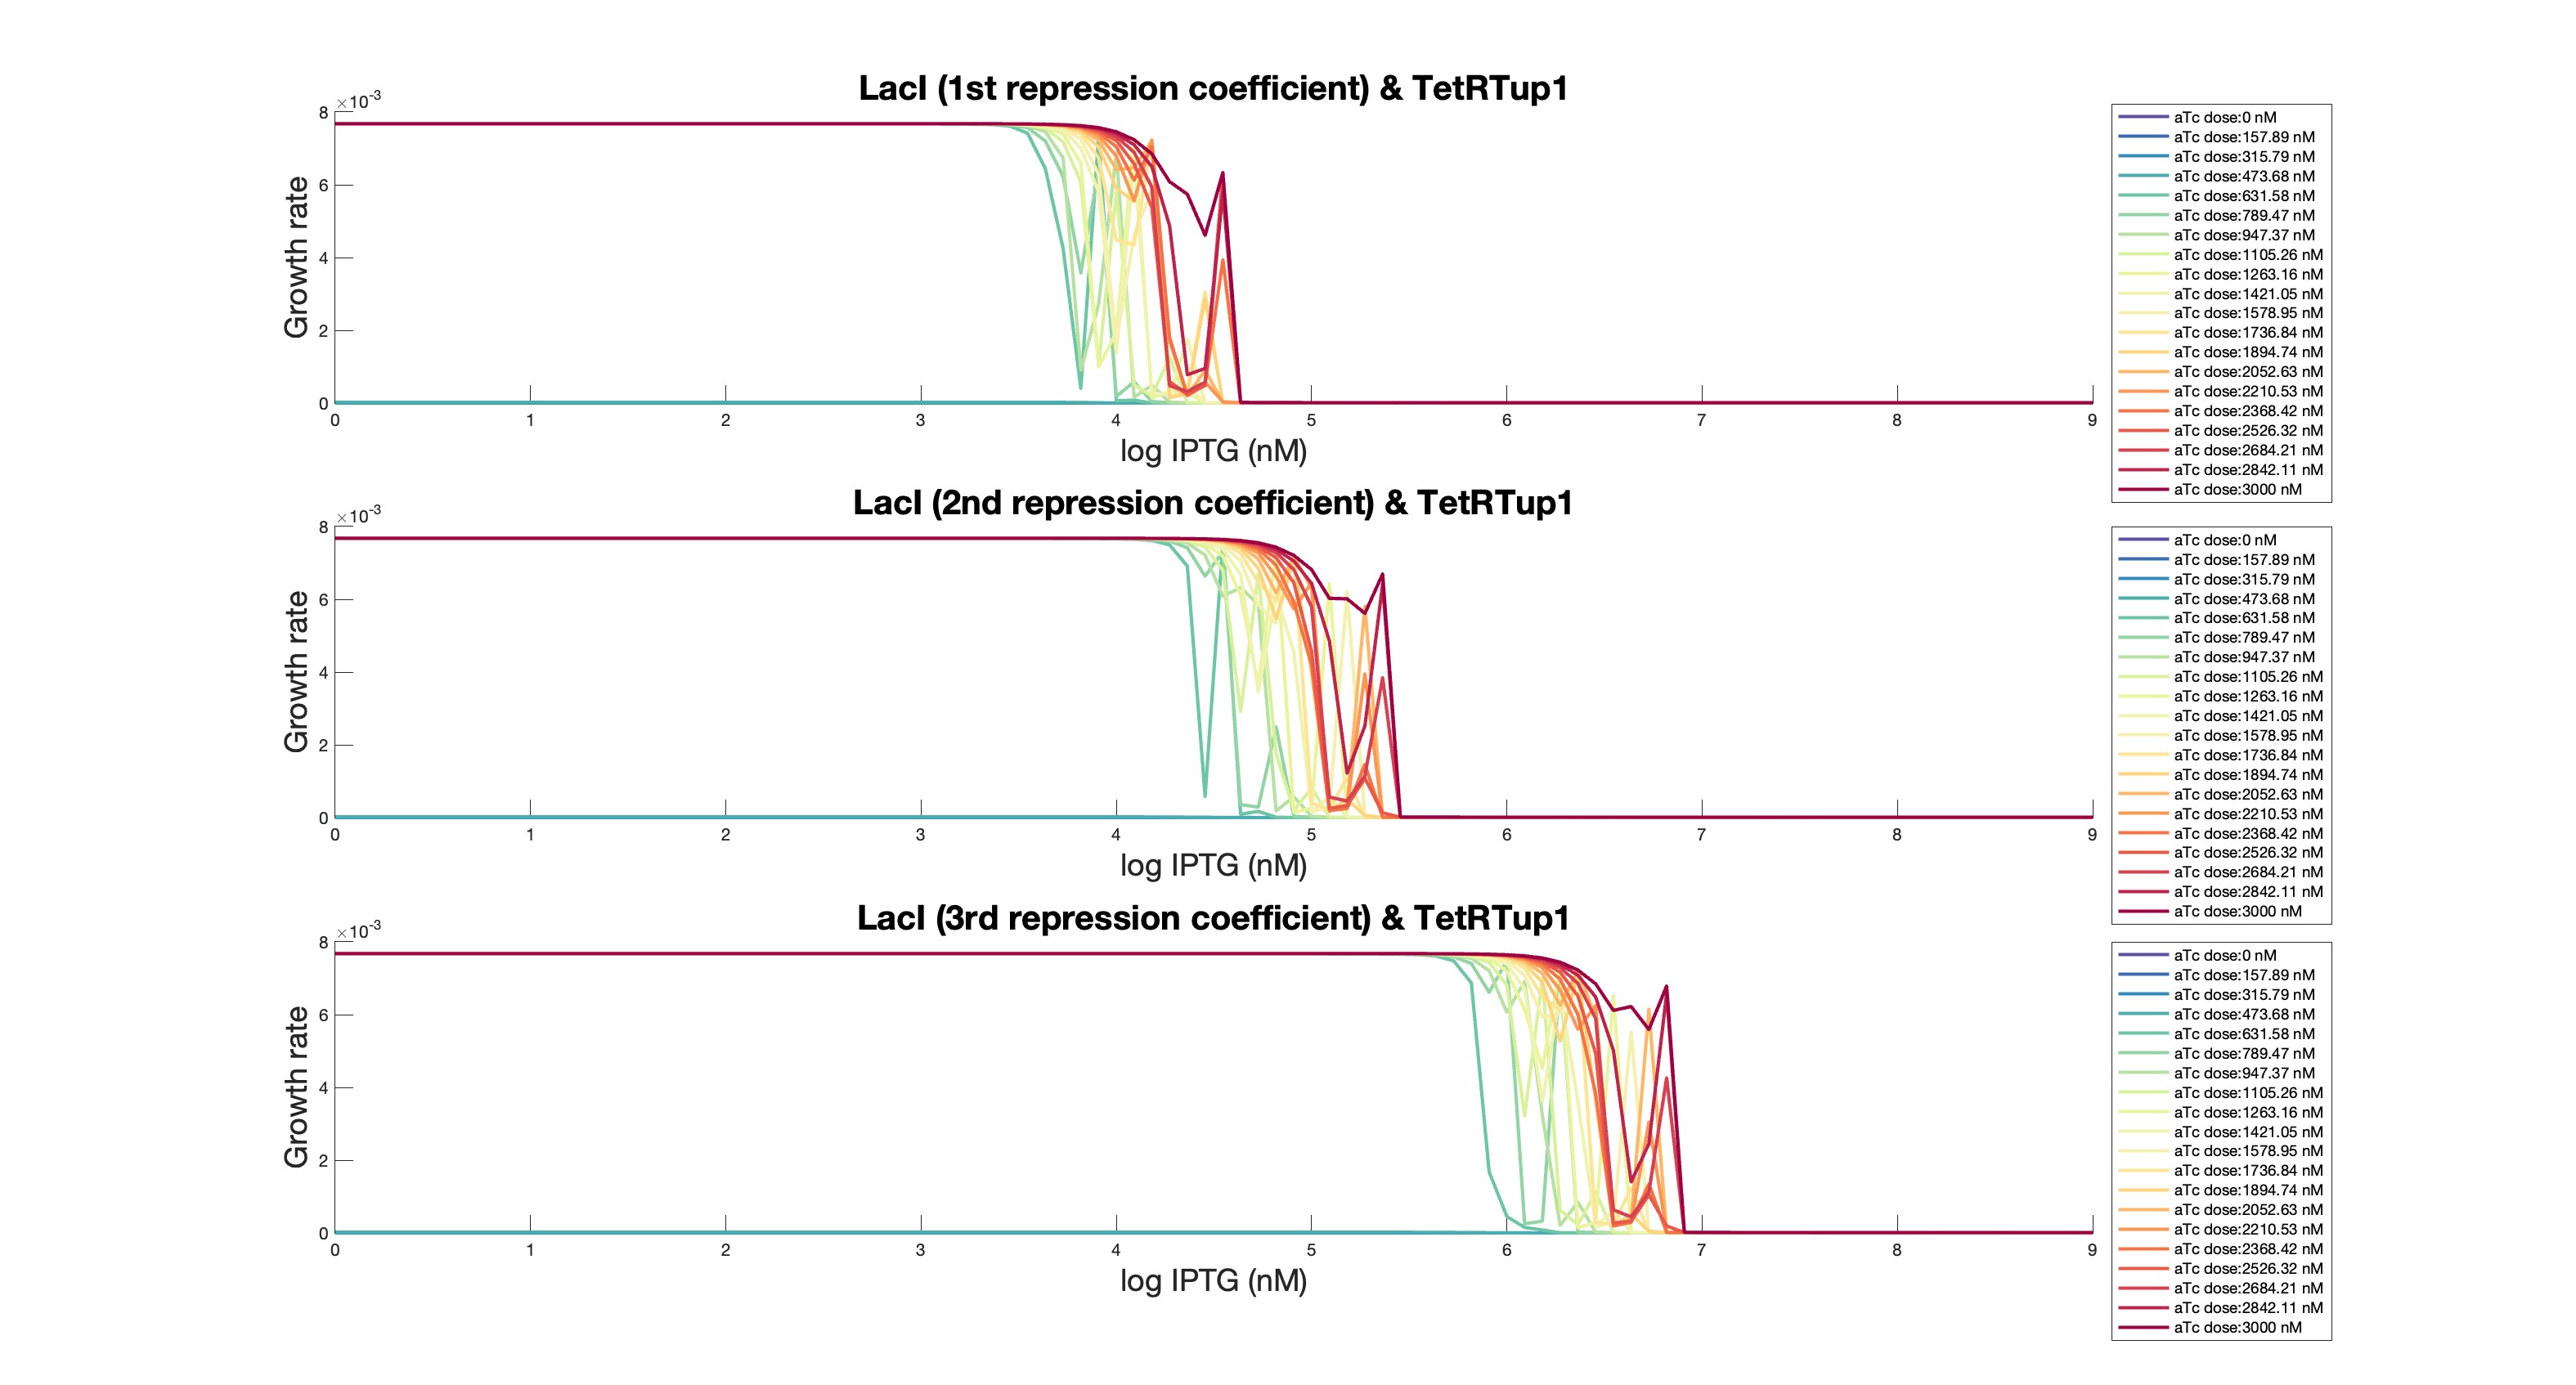 LacI (1st repression coefficient) & TetRTup1
×10-3
8
6
4
2
0
Growth rate
0 1 2 3 4 5 6 7 8 9
log IPTG (nM)
aTc dose:0 nM
aTc dose:157.89 nM
aTc dose:315.79 nM
aTc dose:473.68 nM
aTc dose:631.58 nM
aTc dose:789.47 nM
aTc dose:947.37 nM
aTc dose:1105.26 nM
aTc dose:1263.16 nM
aTc dose:1421.05 nM
aTc dose:1578.95 nM
aTc dose:1736.84 nM
aTc dose:1894.74 nM
aTc dose:2052.63 nM
aTc dose:2210.53 nM
aTc dose:2368.42 nM
aTc dose:2526.32 nM
aTc dose:2684.21 nM
aTc dose:2842.11 nM
aTc dose:3000 nM
LacI (2nd repression coefficient) & TetRTup1
×10-3
8
6
4
2
0
Growth rate
0 1 2 3 4 5 6 7 8 9
log IPTG (nM)
aTc dose:0 nM
aTc dose:157.89 nM
aTc dose:315.79 nM
aTc dose:473.68 nM
aTc dose:631.58 nM
aTc dose:789.47 nM
aTc dose:947.37 nM
aTc dose:1105.26 nM
aTc dose:1263.16 nM
aTc dose:1421.05 nM
aTc dose:1578.95 nM
aTc dose:1736.84 nM
aTc dose:1894.74 nM
aTc dose:2052.63 nM
aTc dose:2210.53 nM
aTc dose:2368.42 nM
aTc dose:2526.32 nM
aTc dose:2684.21 nM
aTc dose:2842.11 nM
aTc dose:3000 nM
LacI (3rd repression coefficient) & TetRTup1
×10-3
8
6
4
2
0
Growth rate
0 1 2 3 4 5 6 7 8 9
log IPTG (nM)
aTc dose:0 nM
aTc dose:157.89 nM
aTc dose:315.79 nM
aTc dose:473.68 nM
aTc dose:631.58 nM
aTc dose:789.47 nM
aTc dose:947.37 nM
aTc dose:1105.26 nM
aTc dose:1263.16 nM
aTc dose:1421.05 nM
aTc dose:1578.95 nM
aTc dose:1736.84 nM
aTc dose:1894.74 nM
aTc dose:2052.63 nM
aTc dose:2210.53 nM
aTc dose:2368.42 nM
aTc dose:2526.32 nM
aTc dose:2684.21 nM
aTc dose:2842.11 nM
aTc dose:3000 nM